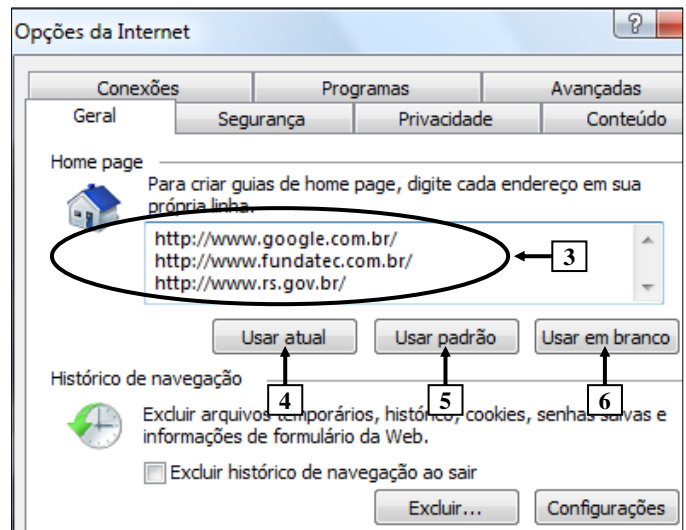 Opções da Internet
?
Conexões Programas Avançadas
Geral Segurança Privacidade Conteúdo
Home page
Para criar guias de home page, digite cada endereço em sua
própria linha.
http://www.google.com.br/
http://www.fundatec.com.br/
http://www.rs.gov.br/
3
Usar atual Usar padrão Usar em branco
4 5 6
Histórico de navegação
Excluir arquivos temporários, histórico, cookies, senhas salvas e
informações de formulário da Web.
Excluir histórico de navegação ao sair
Excluir... Configurações